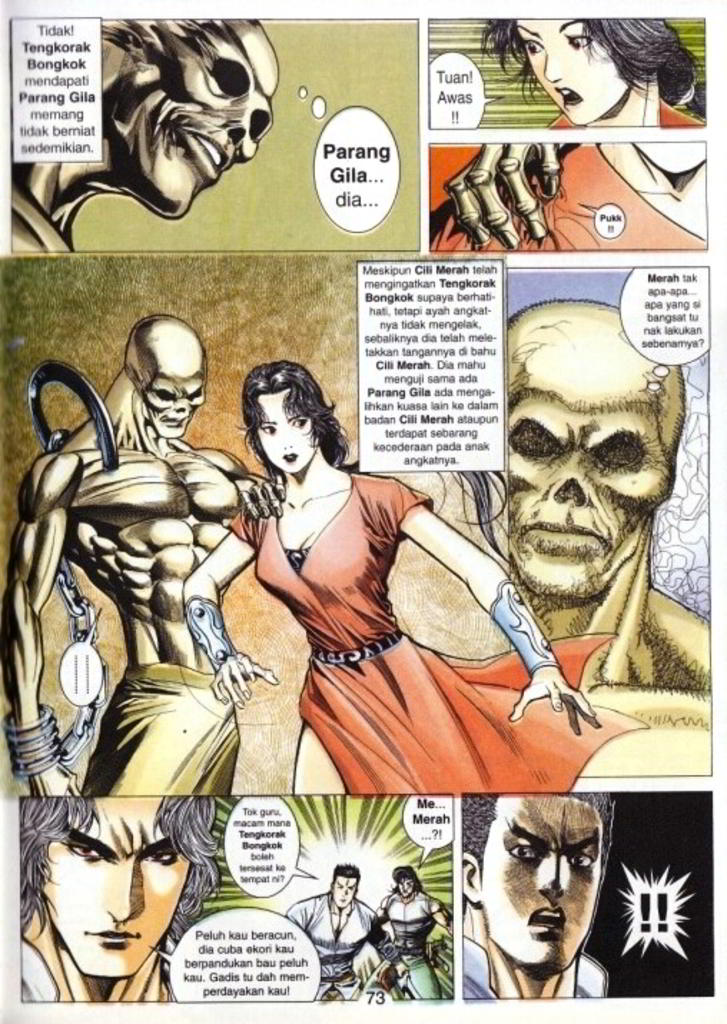 Tidak!
Tengkorak
Bongkok
mendapati
Parang Gila
memang
tidak berniat
sedemikian.
Parang
Gila...
dia...
Tuan!
Awas
!!
Pukk
!!
Meskipun Cili Merah telah
mengingatkan Tengkorak
Bongkok supaya berhati-
hati, tetapi ayah angkat-
nya tidak mengelak,
sebaliknya dia telah mele-
takkan tangannya di bahu
Cili Merah. Dia mahu
menguji sama ada
Parang Gila ada menga-
lihkan kuasa lain ke dalam
badan Cili Merah ataupun
terdapat sebarang
kecederaan pada anak
angkatnya.
Merah tak
apa-apa...
apa yang si
bangsat tu
nak lakukan
sebenarnya?
!!!!!
Tok guru,
macam mana
Tengkorak
Bongkok
boleh
tersesat ke
tempat ni?
Me...
Merah
...?!
Peluh kau beracun,
dia cuba ekori kau
berpandukan bau peluh
kau. Gadis tu dah mem-
perdayakan kau!
!!
73